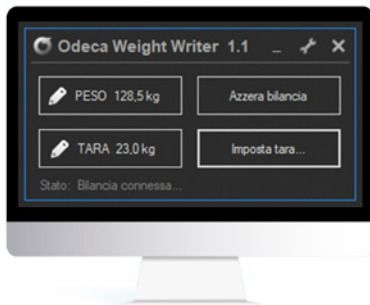 Odeca Weight Writer 1.1
PESO 128,5 kg
Azzera bilancia
TARA 23,0 kg
Imposta tara...
Stato: Bilancia connessa...